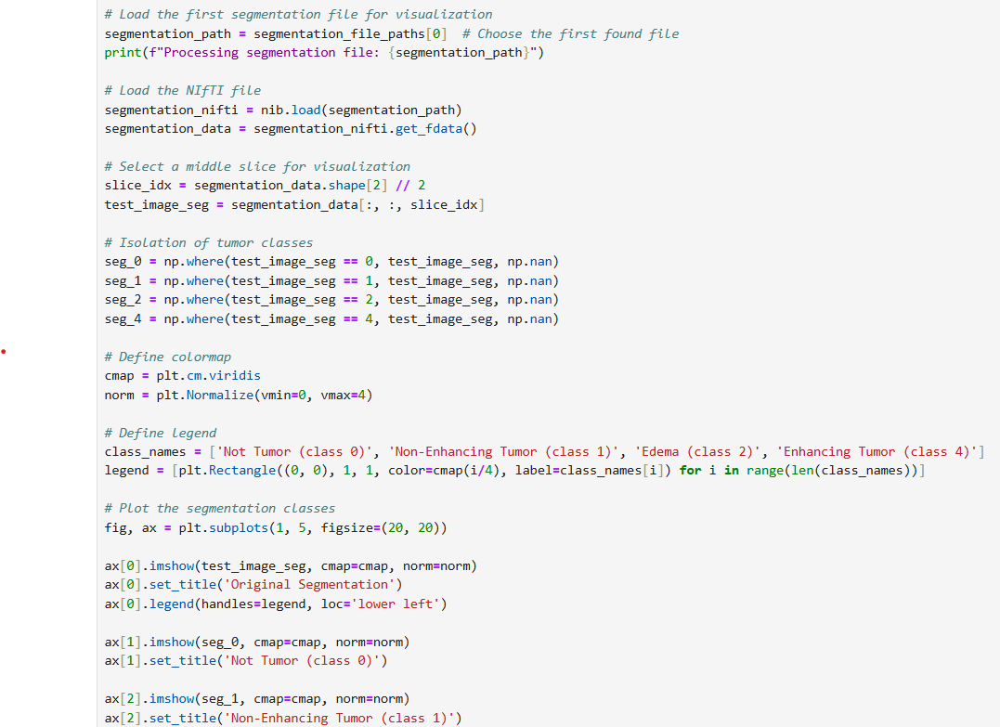 # Load the first segmentation file for visualization
segmentation_path = segmentation_file_paths[0]  # Choose the first found file
print(f"Processing segmentation file: {segmentation_path}")
# Load the NIfTI file
segmentation_nifti = nib.load(segmentation_path)
segmentation_data = segmentation_nifti.get_fdata()
# Select a middle slice for visualization
slice_idx = segmentation_data.shape[2] // 2
test_image_seg = segmentation_data[:, :, slice_idx]
# Isolation of tumor classes
seg_0 = np.where(test_image_seg == 0, test_image_seg, np.nan)
seg_1 = np.where(test_image_seg == 1, test_image_seg, np.nan)
seg_2 = np.where(test_image_seg == 2, test_image_seg, np.nan)
seg_4 = np.where(test_image_seg == 4, test_image_seg, np.nan)
# Define colormap
cmap = plt.cm.viridis
norm = plt.Normalize(vmin=0, vmax=4)
# Define legend
class_names = ['Not Tumor (class 0)', 'Non-Enhancing Tumor (class 1)', 'Edema (class 2)', 'Enhancing Tumor (class 4)']
legend = [plt.Rectangle((0, 0), 1, 1, color=cmap(i/4), label=class_names[i]) for i in range(len(class_names))]
# Plot the segmentation classes
fig, ax = plt.subplots(1, 5, figsize=(20, 20))
ax[0].imshow(test_image_seg, cmap=cmap, norm=norm)
ax[0].set_title('Original Segmentation')
ax[0].legend(handles=legend, loc='lower left')
ax[1].imshow(seg_0, cmap=cmap, norm=norm)
ax[1].set_title('Not Tumor (class 0)')
ax[2].imshow(seg_1, cmap=cmap, norm=norm)
ax[2].set_title('Non-Enhancing Tumor (class 1)')